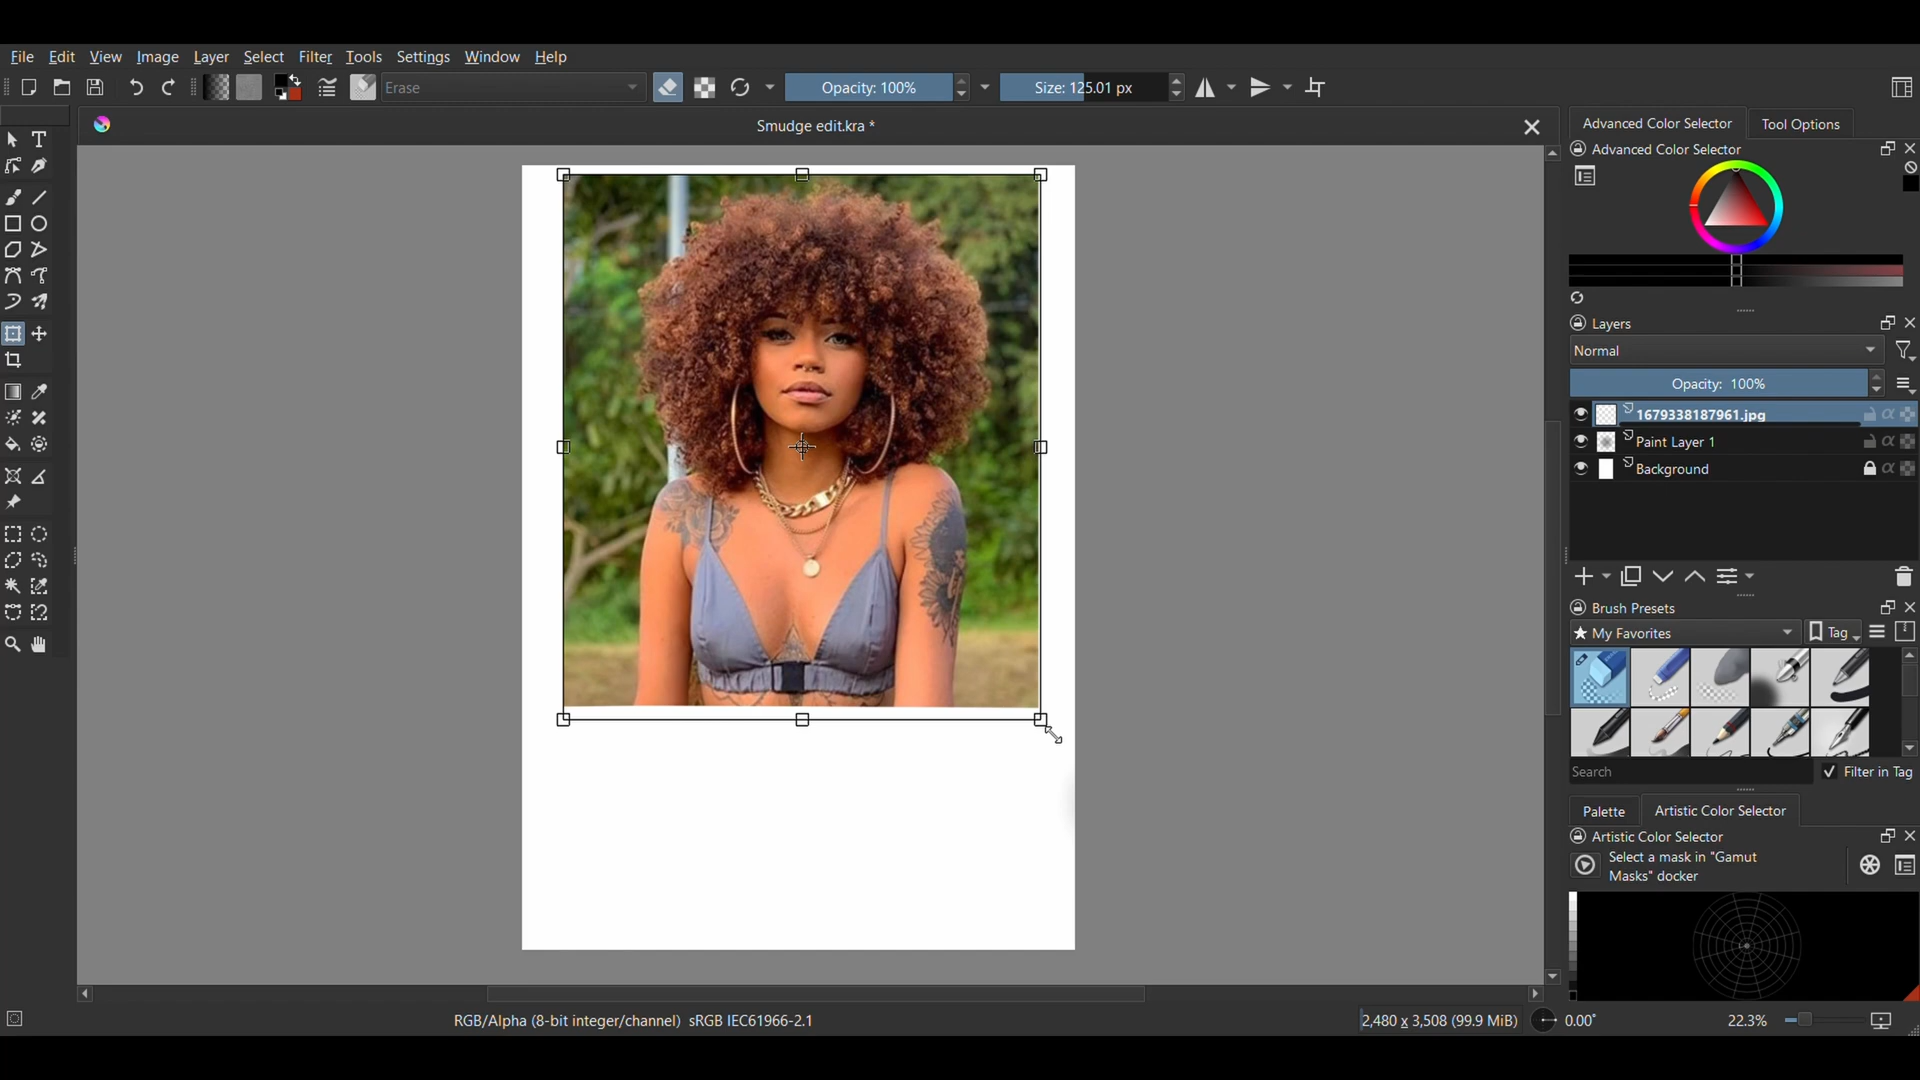 File Edit View Image Layer Select Filter Tools Settings Window Help
Erase Opacity: 100% Size: 125.01 px
Smudge edit.kra *
Advanced Color Selector Tool Options
Advanced Color Selector
Layers
Normal
Opacity: 100%
1679338187961.jpg
Paint Layer 1
Background
Brush Presets
My Favorites Tag
Search Filter in Tag
Palette Artistic Color Selector
Artistic Color Selector
Select a mask in "Gamut
Masks" docker
RGB/Alpha (8-bit integer/channel) sRGB IEC61966-2.1 2,480 x 3,508 (99.9 MiB) 0.00° 22.3%